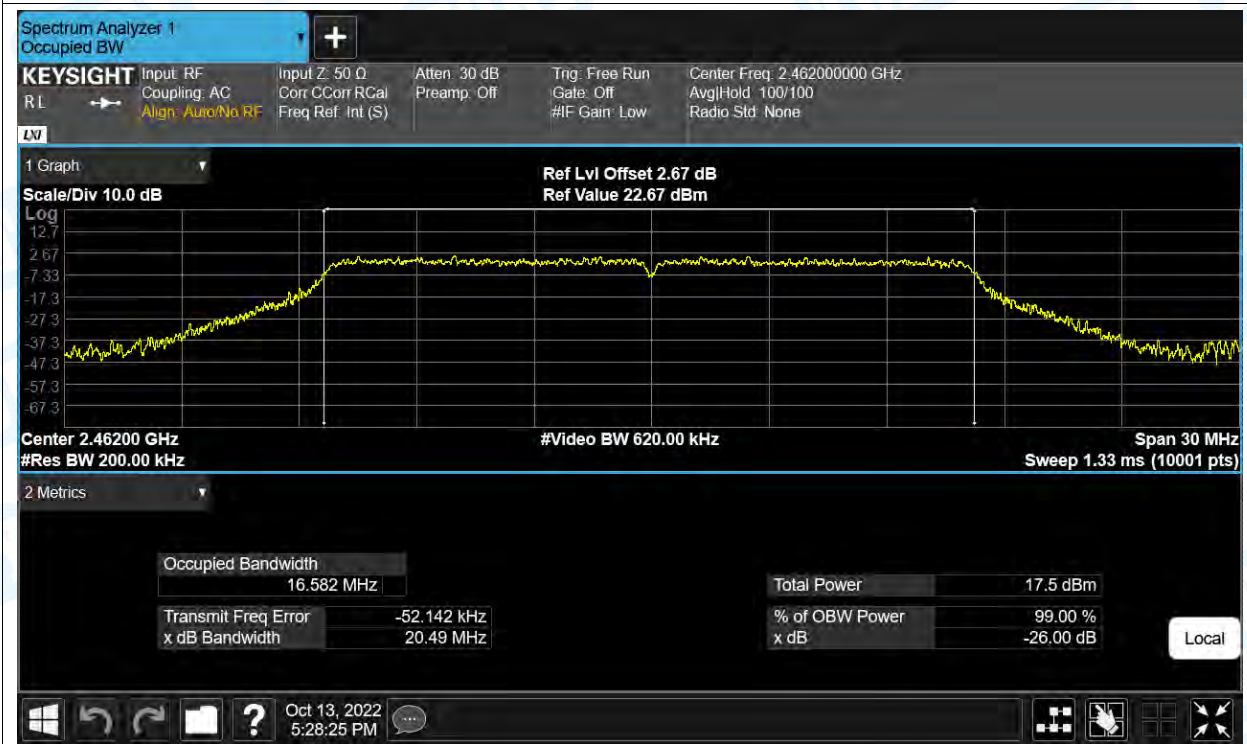 Spectrum Analyzer 1
Occupied BW
KEYSIGHT
RL
LXI
Input: RF
Coupling: AC
Align: Auto/No RF
Input Z: 50 Ω
Corr CCorr RCal
Freq Ref: Int (S)
Atten: 30 dB
Preamp: Off
Trig: Free Run
Gate: Off
#IF Gain: Low
Center Freq: 2.462000000 GHz
Avg|Hold: 100/100
Radio Std: None
1 Graph
Scale/Div 10.0 dB
Ref Lvl Offset 2.67 dB
Ref Value 22.67 dBm
Log
12.7
2.67
-7.33
-17.3
-27.3
-37.3
-47.3
-57.3
-67.3
Center 2.46200 GHz
#Res BW 200.00 kHz
#Video BW 620.00 kHz
Span 30 MHz
Sweep 1.33 ms (10001 pts)
2 Metrics
Occupied Bandwidth
16.582 MHz
Transmit Freq Error -52.142 kHz
x dB Bandwidth 20.49 MHz
Total Power 17.5 dBm
% of OBW Power 99.00 %
x dB -26.00 dB
Local
?
Oct 13, 2022
5:28:25 PM